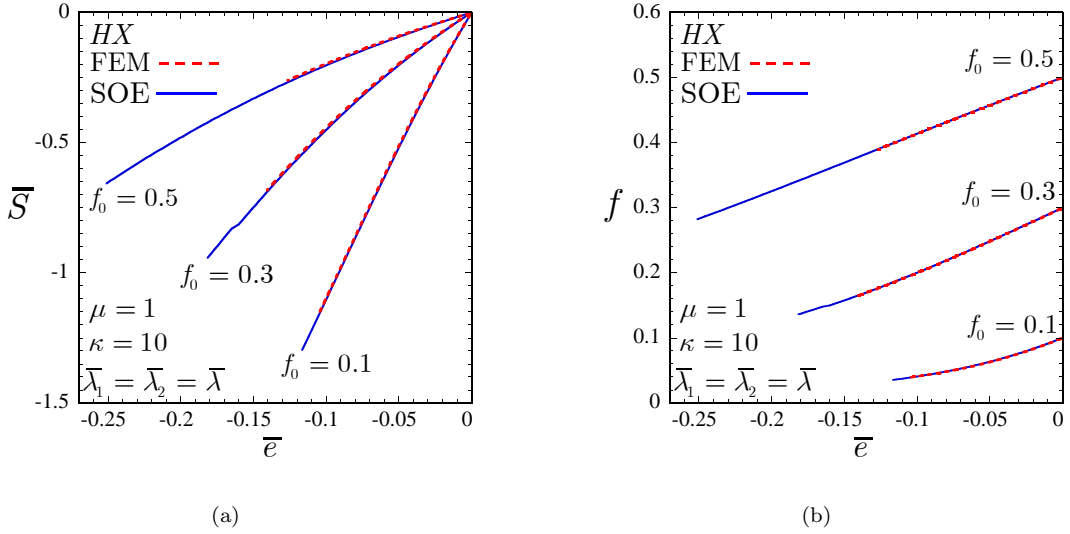 0
-0.5
-1
-1.5
S̅
HX
FEM
SOE
f₀ = 0.5
f₀ = 0.3
f₀ = 0.1
μ = 1
κ = 10
λ̅₁ = λ̅₂ = λ̅
-0.25 -0.2 -0.15 -0.1 -0.05 0
e̅
(a)
0.6
0.5
0.4
0.3
0.2
0.1
0
f
HX
FEM
SOE
f₀ = 0.5
f₀ = 0.3
f₀ = 0.1
μ = 1
κ = 10
λ̅₁ = λ̅₂ = λ̅
-0.25 -0.2 -0.15 -0.1 -0.05 0
e̅
(b)